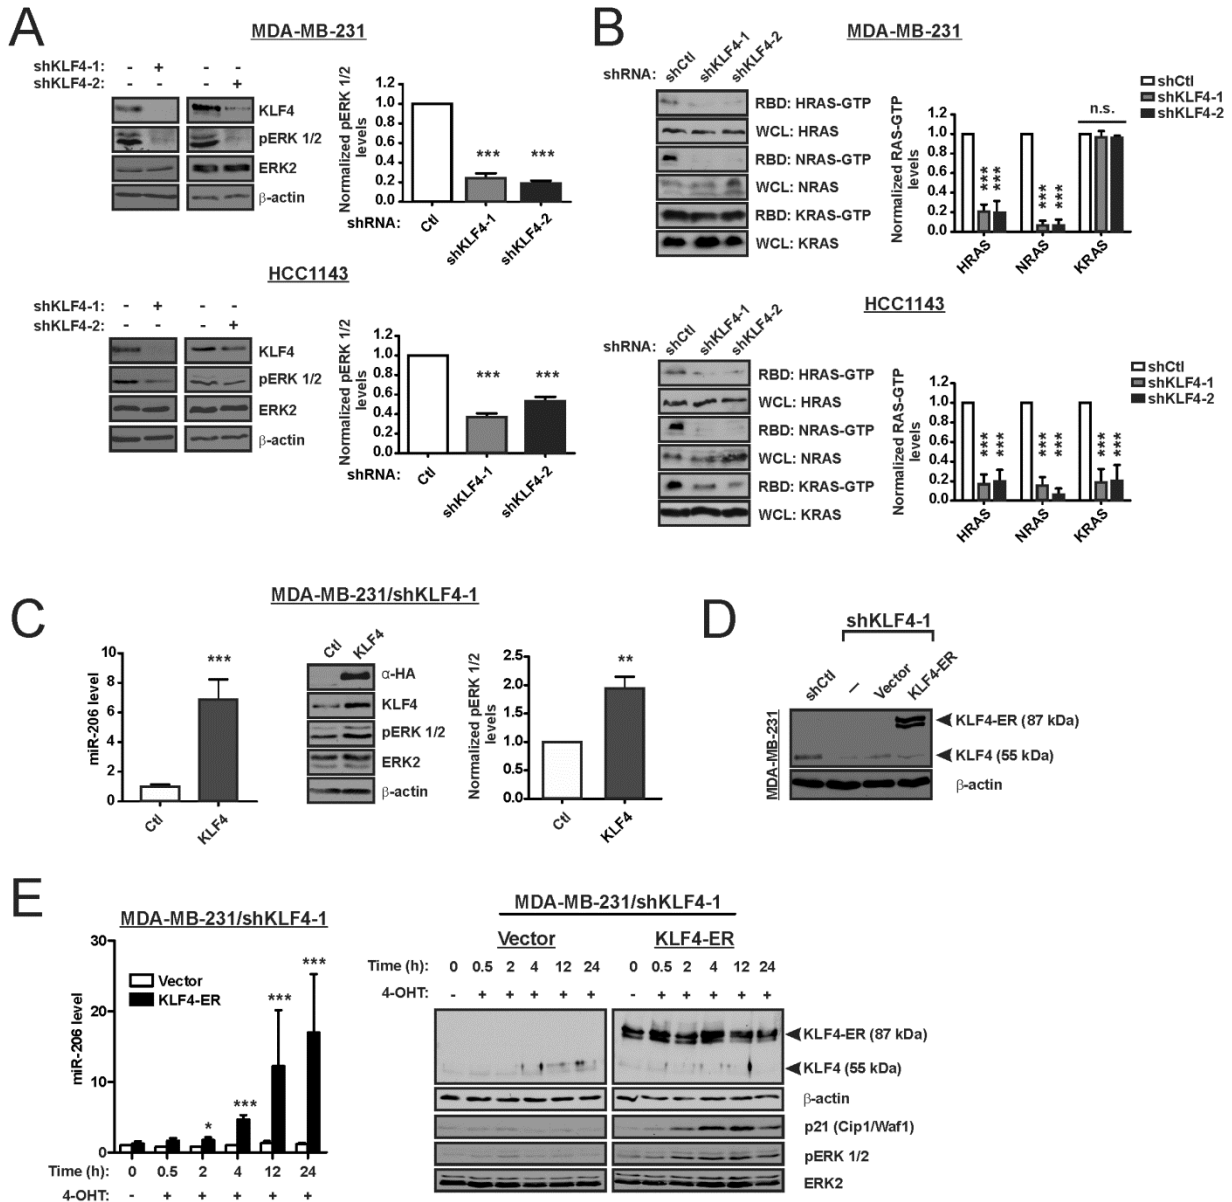 A
MDA-MB-231
shKLF4-1: - + - -
shKLF4-2: - - - +
KLF4
pERK 1/2
ERK2
β-actin
Normalized pERK 1/2 levels
1.2
1.0
0.8
0.6
0.4
0.2
0
*** ***
shRNA: Ctl shKLF4-1 shKLF4-2
HCC1143
shKLF4-1: - + - -
shKLF4-2: - - - +
KLF4
pERK 1/2
ERK2
β-actin
Normalized pERK 1/2 levels
1.2
1.0
0.8
0.6
0.4
0.2
0.0
*** ***
shRNA: Ctl shKLF4-1 shKLF4-2
B
MDA-MB-231
shRNA: shCtl shKLF4-1 shKLF4-2
RBD: HRAS-GTP
WCL: HRAS
RBD: NRAS-GTP
WCL: NRAS
RBD: KRAS-GTP
WCL: KRAS
shCtl
shKLF4-1
shKLF4-2
Normalized RAS-GTP levels
1.2
1.0
0.8
0.6
0.4
0.2
0.0
*** *** *** *** n.s.
HRAS NRAS KRAS
HCC1143
shRNA: shCtl shKLF4-1 shKLF4-2
RBD: HRAS-GTP
WCL: HRAS
RBD: NRAS-GTP
WCL: NRAS
RBD: KRAS-GTP
WCL: KRAS
shCtl
shKLF4-1
shKLF4-2
Normalized RAS-GTP levels
1.2
1.0
0.8
0.6
0.4
0.2
0.0
*** *** *** *** *** ***
HRAS NRAS KRAS
C
MDA-MB-231/shKLF4-1
miR-206 level
10
8
6
4
2
0
***
Ctl KLF4
Ctl KLF4
α-HA
KLF4
pERK 1/2
ERK2
β-actin
Normalized pERK 1/2 levels
2.5
2.0
1.5
1.0
0.5
0.0
**
Ctl KLF4
D
shKLF4-1
shCtl — Vector KLF4-ER
MDA-MB-231
KLF4-ER (87 kDa)
KLF4 (55 kDa)
β-actin
E
MDA-MB-231/shKLF4-1
miR-206 level
30
20
10
0
Vector
KLF4-ER
* *** *** ***
Time (h): 0 0.5 2 4 12 24
4-OHT: - + + + + +
MDA-MB-231/shKLF4-1
Vector KLF4-ER
Time (h): 0 0.5 2 4 12 24 0 0.5 2 4 12 24
4-OHT: - + + + + + - + + + + +
KLF4-ER (87 kDa)
KLF4 (55 kDa)
β-actin
p21 (Cip1/Waf1)
pERK 1/2
ERK2